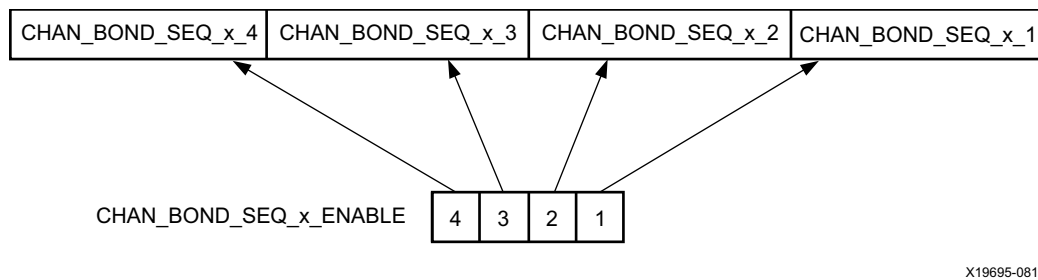 CHAN_BOND_SEQ_x_4 CHAN_BOND_SEQ_x_3 CHAN_BOND_SEQ_x_2 CHAN_BOND_SEQ_x_1
CHAN_BOND_SEQ_x_ENABLE 4 3 2 1
X19695-081